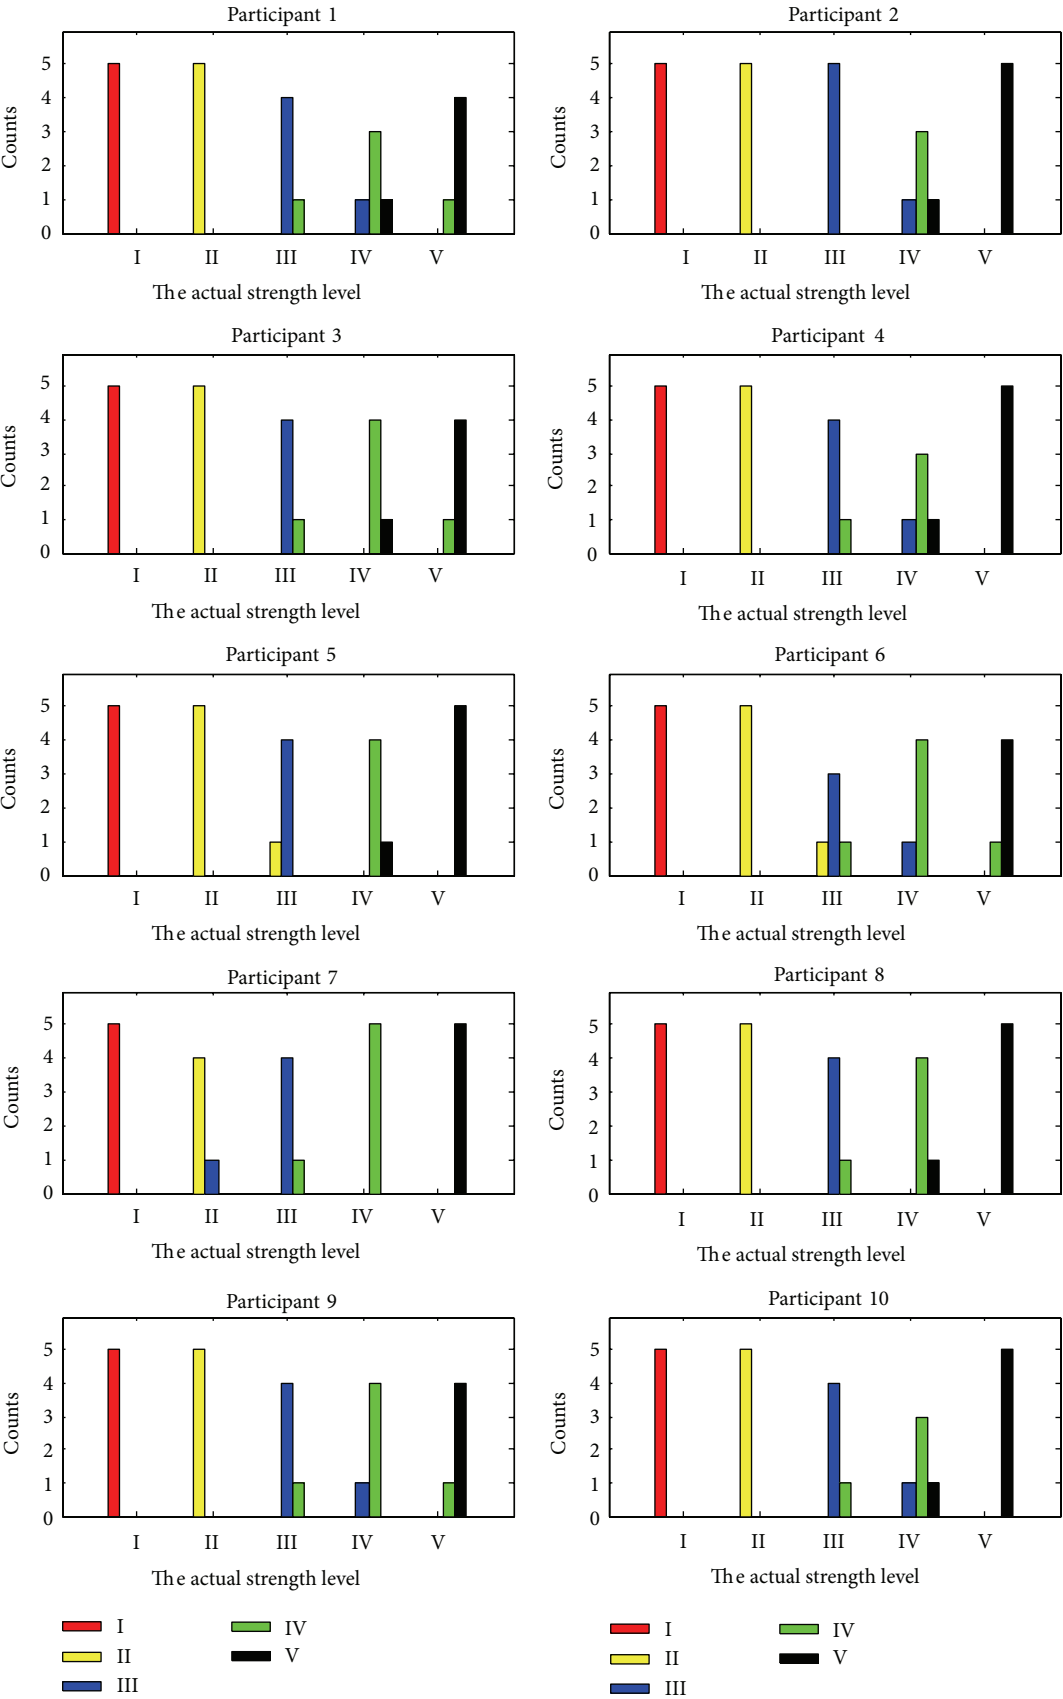 Participant 1
Counts
5
4
3
2
1
0
I II III IV V
The actual strength level
Participant 2
Counts
5
4
3
2
1
0
I II III IV V
The actual strength level
Participant 3
Counts
5
4
3
2
1
0
I II III IV V
The actual strength level
Participant 4
Counts
5
4
3
2
1
0
I II III IV V
The actual strength level
Participant 5
Counts
5
4
3
2
1
0
I II III IV V
The actual strength level
Participant 6
Counts
5
4
3
2
1
0
I II III IV V
The actual strength level
Participant 7
Counts
5
4
3
2
1
0
I II III IV V
The actual strength level
Participant 8
Counts
5
4
3
2
1
0
I II III IV V
The actual strength level
Participant 9
Counts
5
4
3
2
1
0
I II III IV V
The actual strength level
Participant 10
Counts
5
4
3
2
1
0
I II III IV V
The actual strength level
I
II
III
IV
V
I
II
III
IV
V